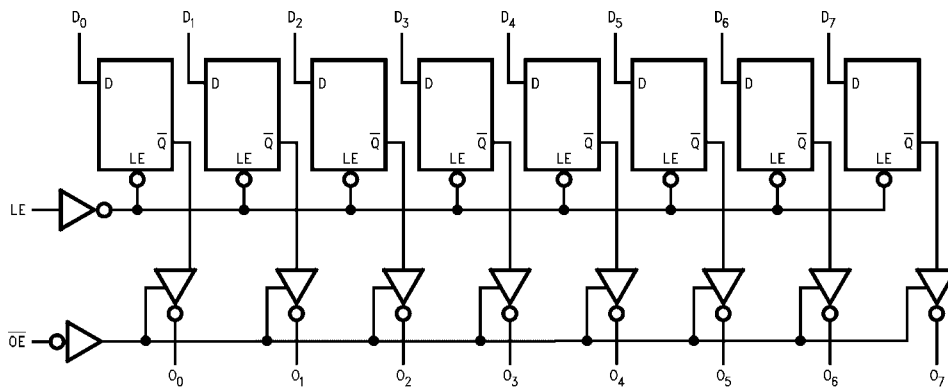 D₀ D₁ D₂ D₃ D₄ D₅ D₆ D₇
D D D D D D D D
Q̅ Q̅ Q̅ Q̅ Q̅ Q̅ Q̅ Q̅
LE LE LE LE LE LE LE LE
LE
O̅E̅
O₀ O₁ O₂ O₃ O₄ O₅ O₆ O₇